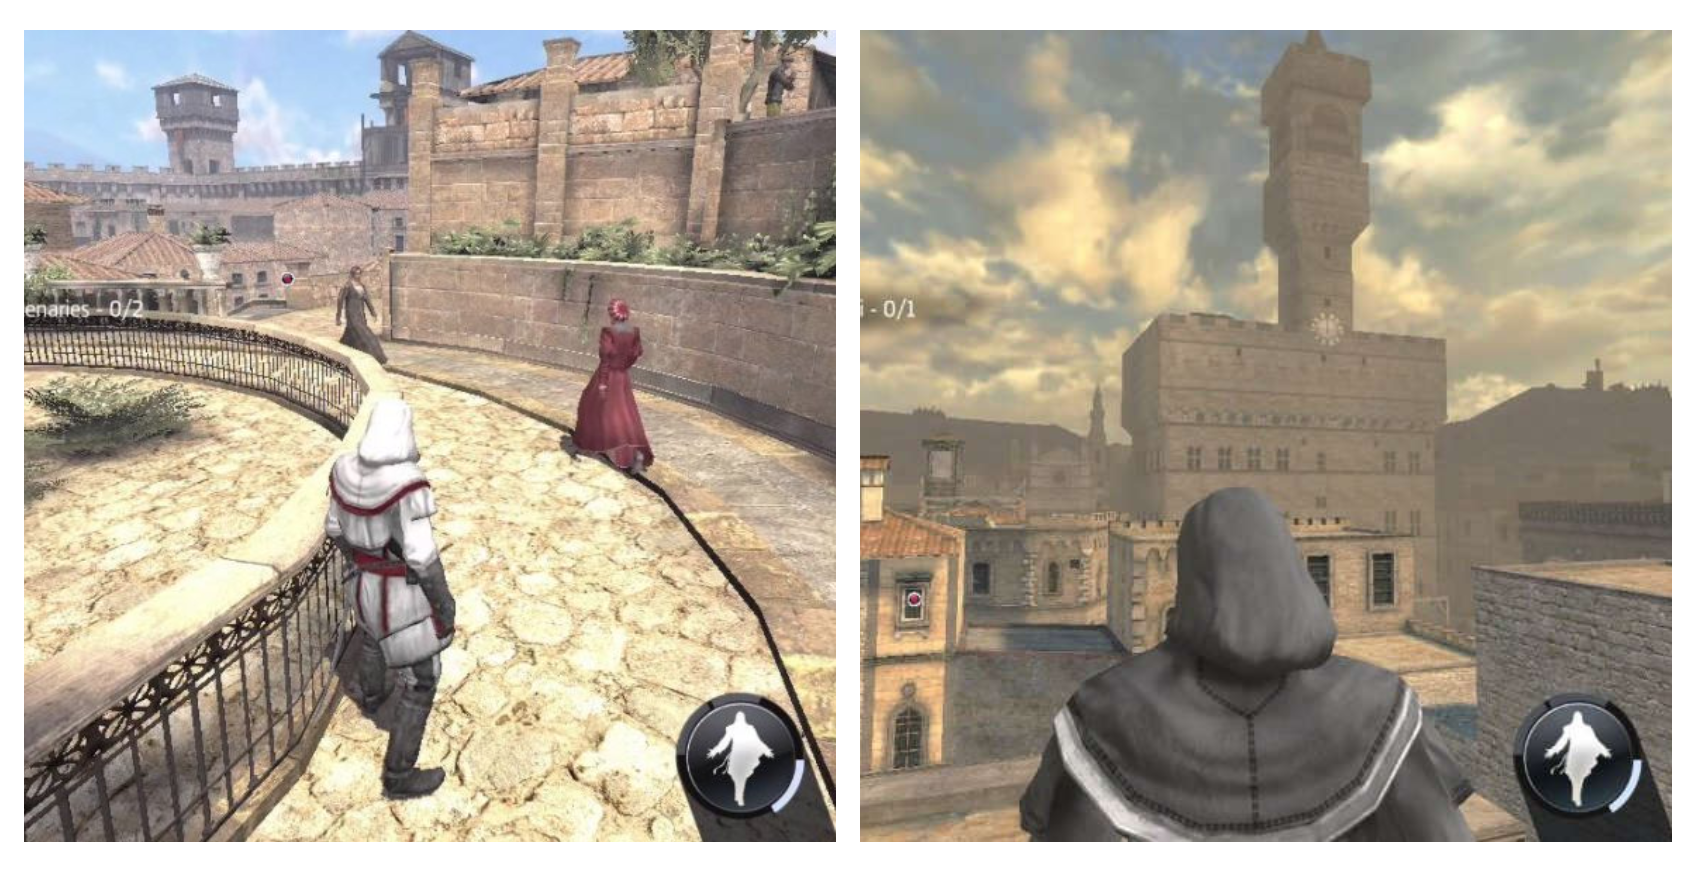 enaries - 0/2
i - 0/1